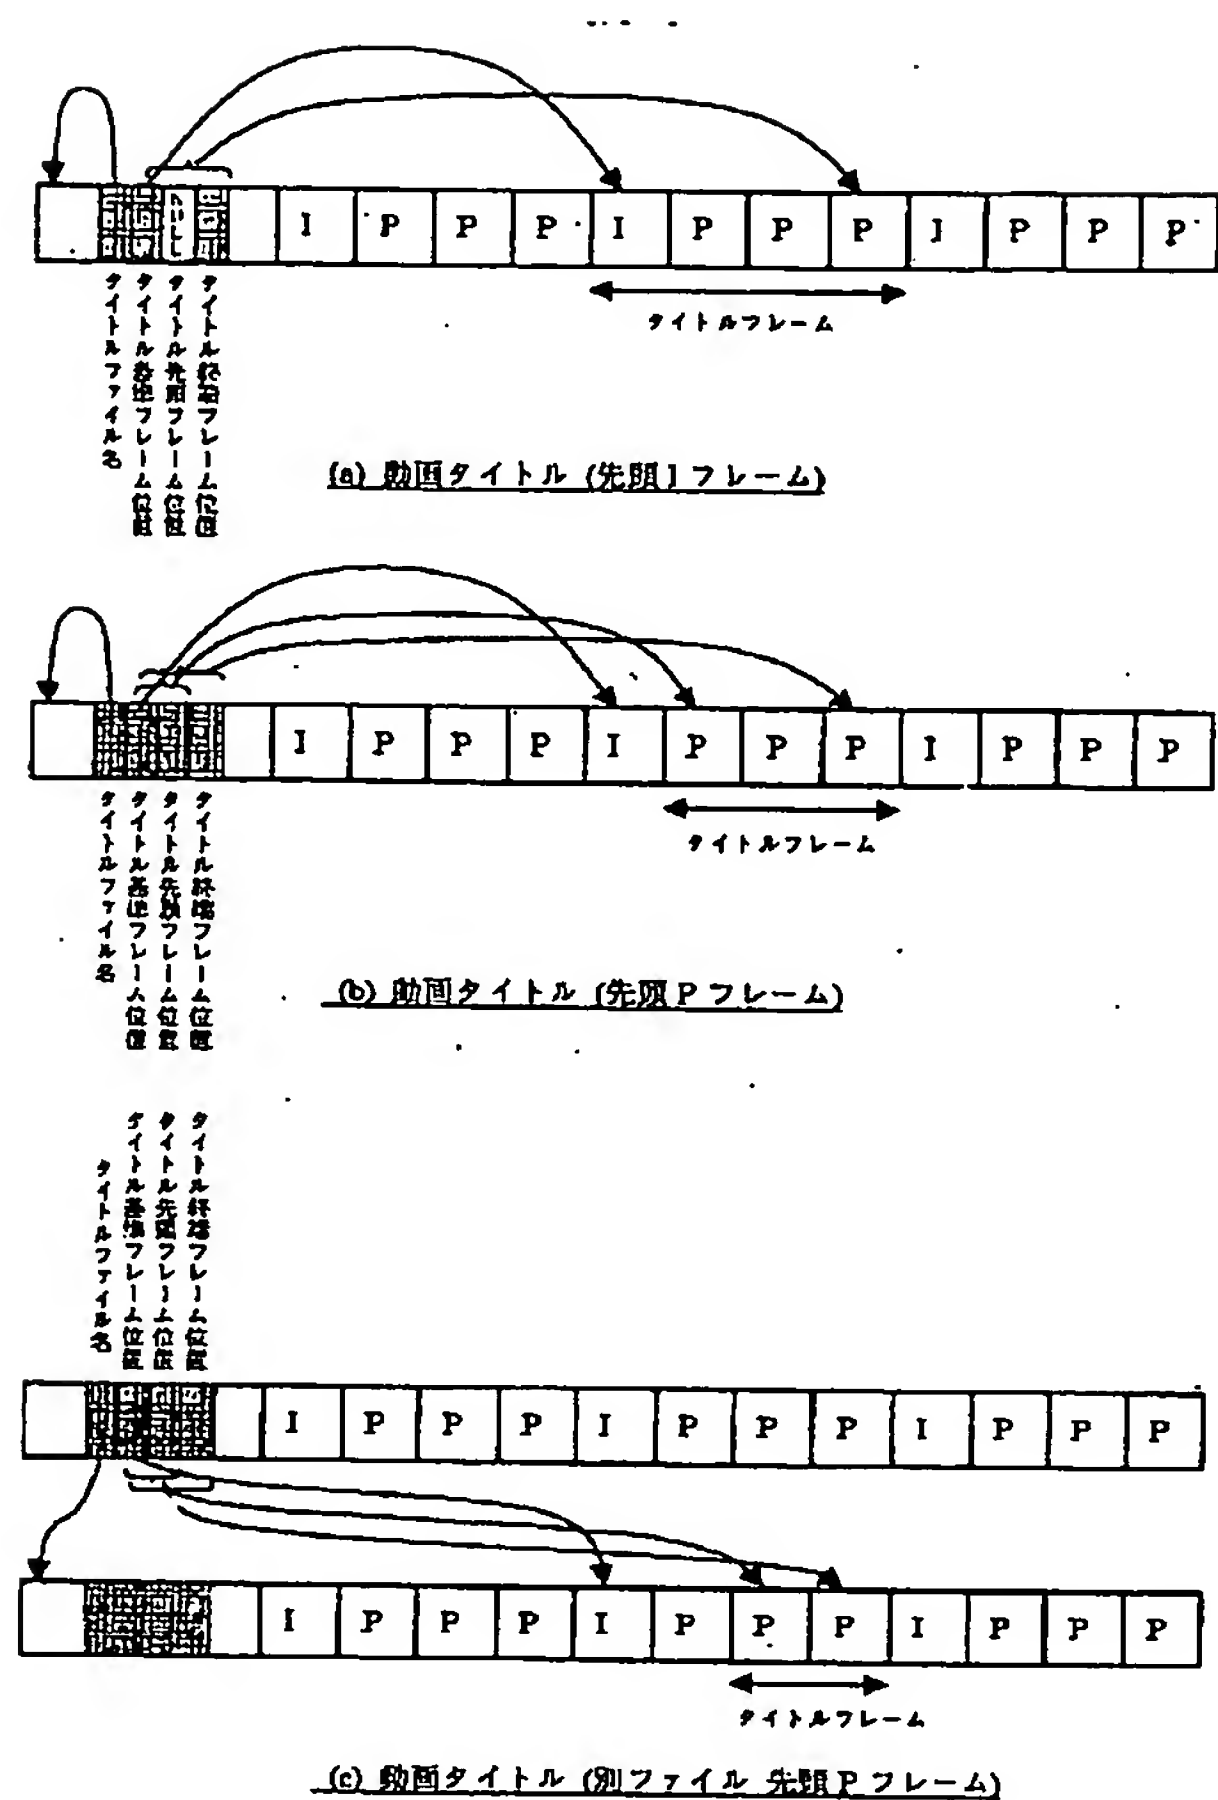 I P P P I P P P I P P P
タイトルフレーム
タイトルファイル名
タイトル基準フレーム位置
タイトル先頭フレーム位置
タイトル終端フレーム位置
(a) 動画タイトル (先頭Iフレーム)
I P P P I P P P I P P P
タイトルフレーム
タイトルファイル名
タイトル基準フレーム位置
タイトル先頭フレーム位置
タイトル終端フレーム位置
(b) 動画タイトル (先頭Pフレーム)
タイトルファイル名
タイトル基準フレーム位置
タイトル先頭フレーム位置
タイトル終端フレーム位置
I P P P I P P P I P P P
I P P P I P P P I P P P
タイトルフレーム
(c) 動画タイトル (別ファイル 先頭Pフレーム)